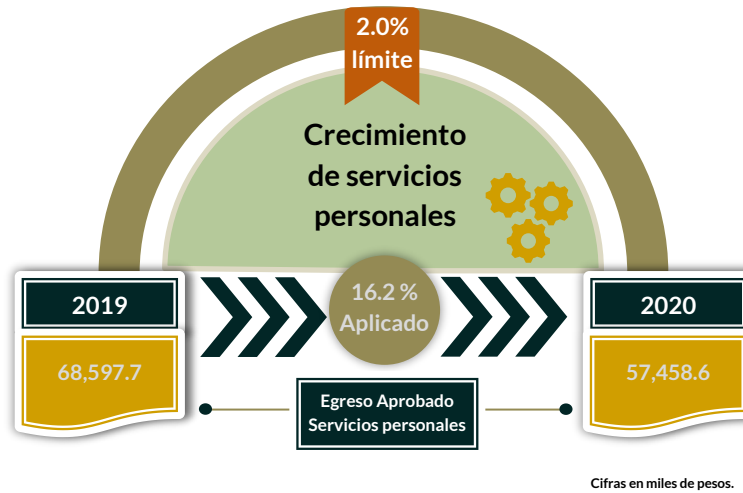 2.0%
límite
Crecimiento
de servicios
personales
2019
16.2 %
Aplicado
2020
68,597.7
57,458.6
Egreso Aprobado
Servicios personales
Cifras en miles de pesos.